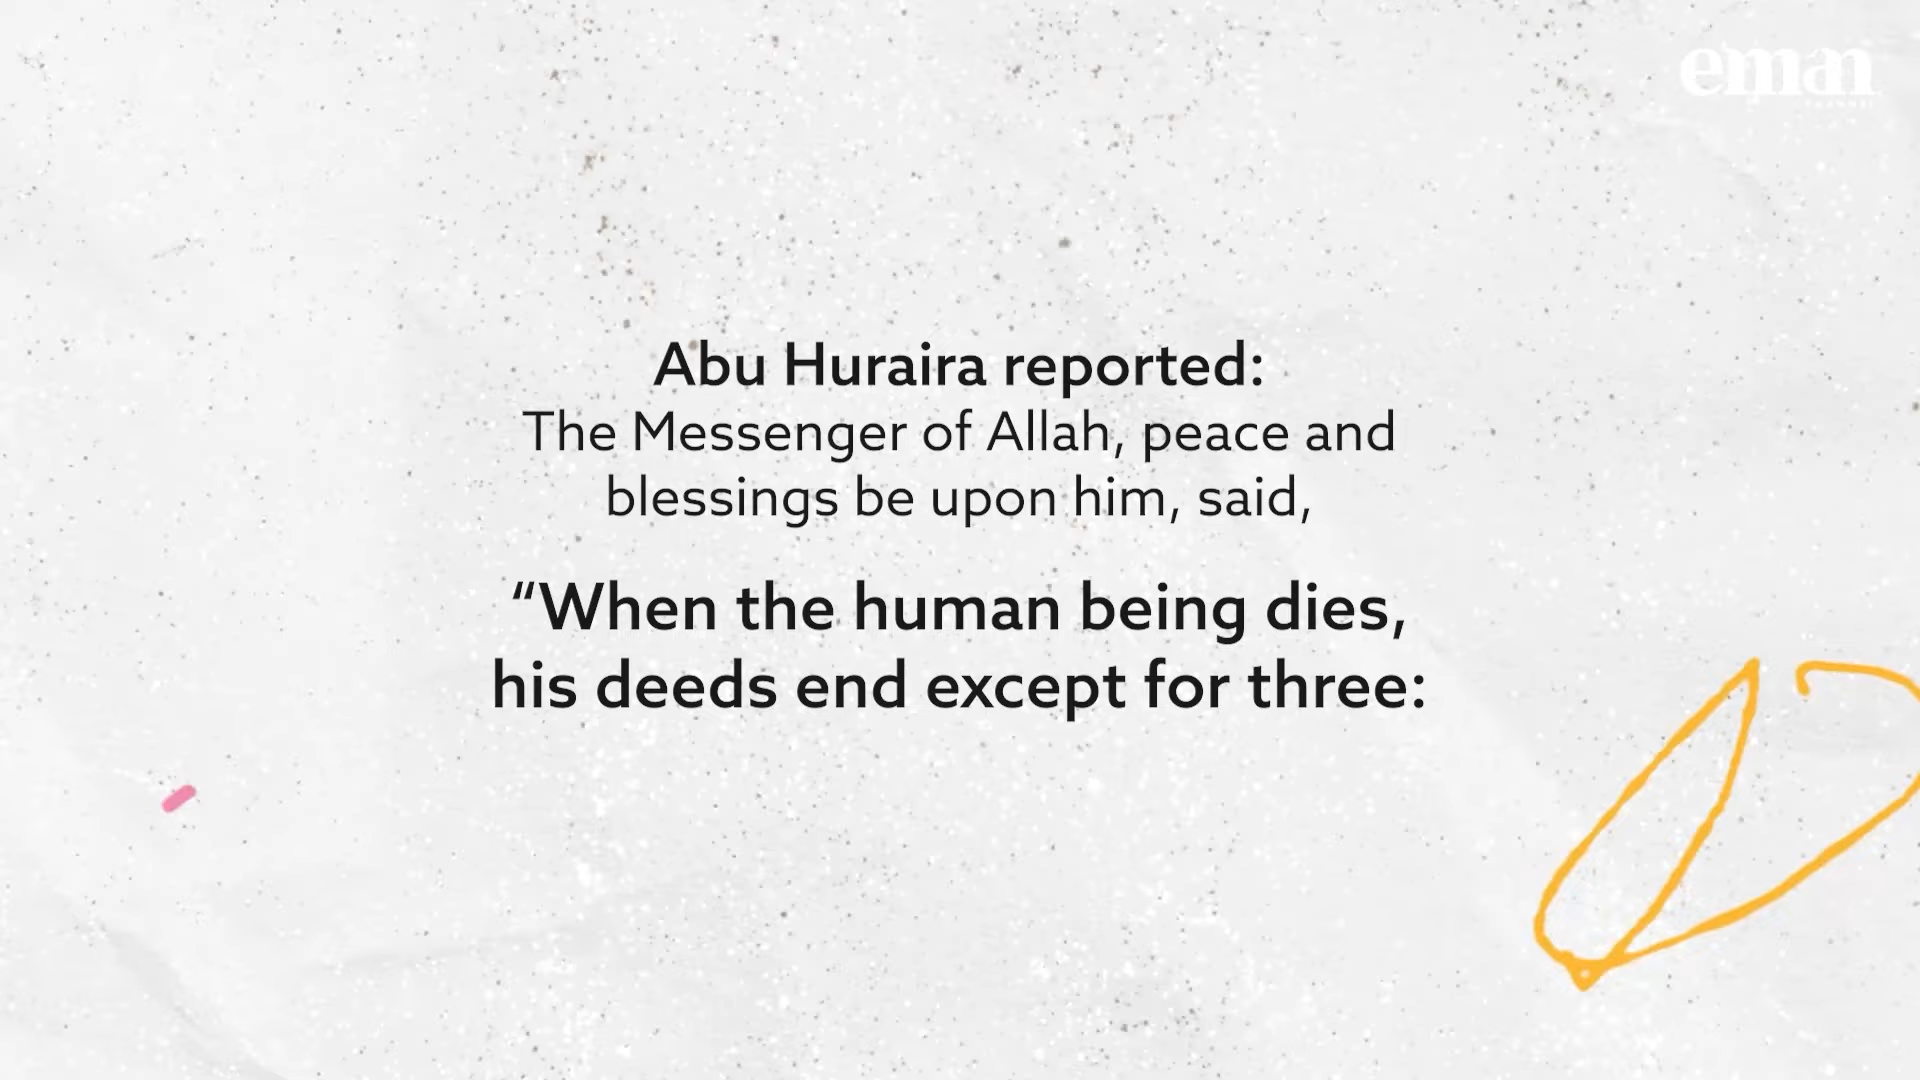 eman
CHANNEL
Abu Huraira reported:
The Messenger of Allah, peace and
blessings be upon him, said,
“When the human being dies,
his deeds end except for three: